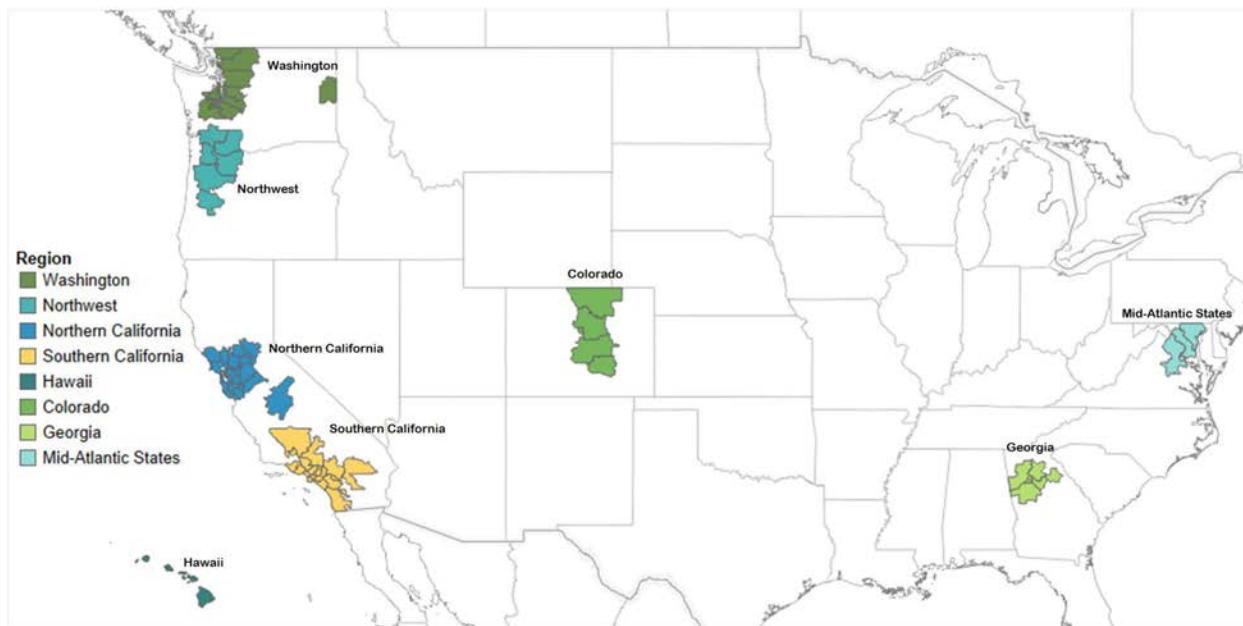 Washington
Northwest
Colorado
Region
Washington
Northwest
Northern California
Southern California
Hawaii
Colorado
Georgia
Mid-Atlantic States
Mid-Atlantic States
Northern California
Southern California
Georgia
Hawaii